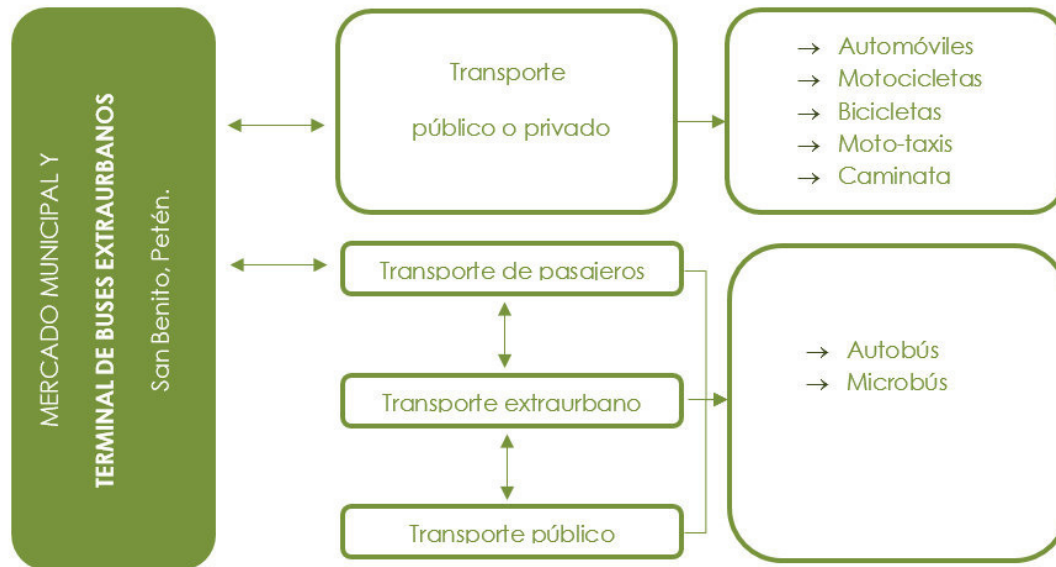 MERCADO MUNICIPAL Y
TERMINAL DE BUSES EXTRAURBANOS
San Benito, Petén.
Transporte
público o privado
→ Automóviles
→ Motocicletas
→ Bicicletas
→ Moto-taxis
→ Caminata
Transporte de pasajeros
Transporte extraurbano
Transporte público
→ Autobús
→ Microbús